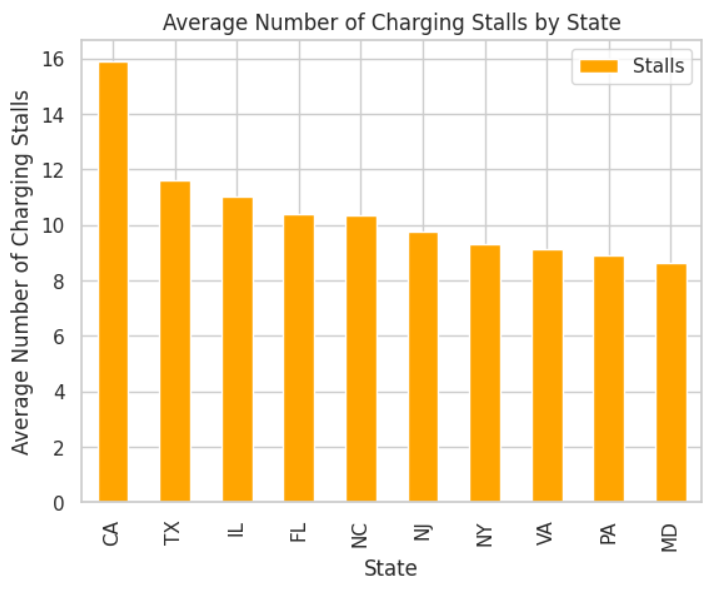 Average Number of Charging Stalls by State
Stalls
Average Number of Charging Stalls
16
14
12
10
8
6
4
2
0
CA
TX
IL
FL
NC
NJ
NY
VA
PA
MD
State